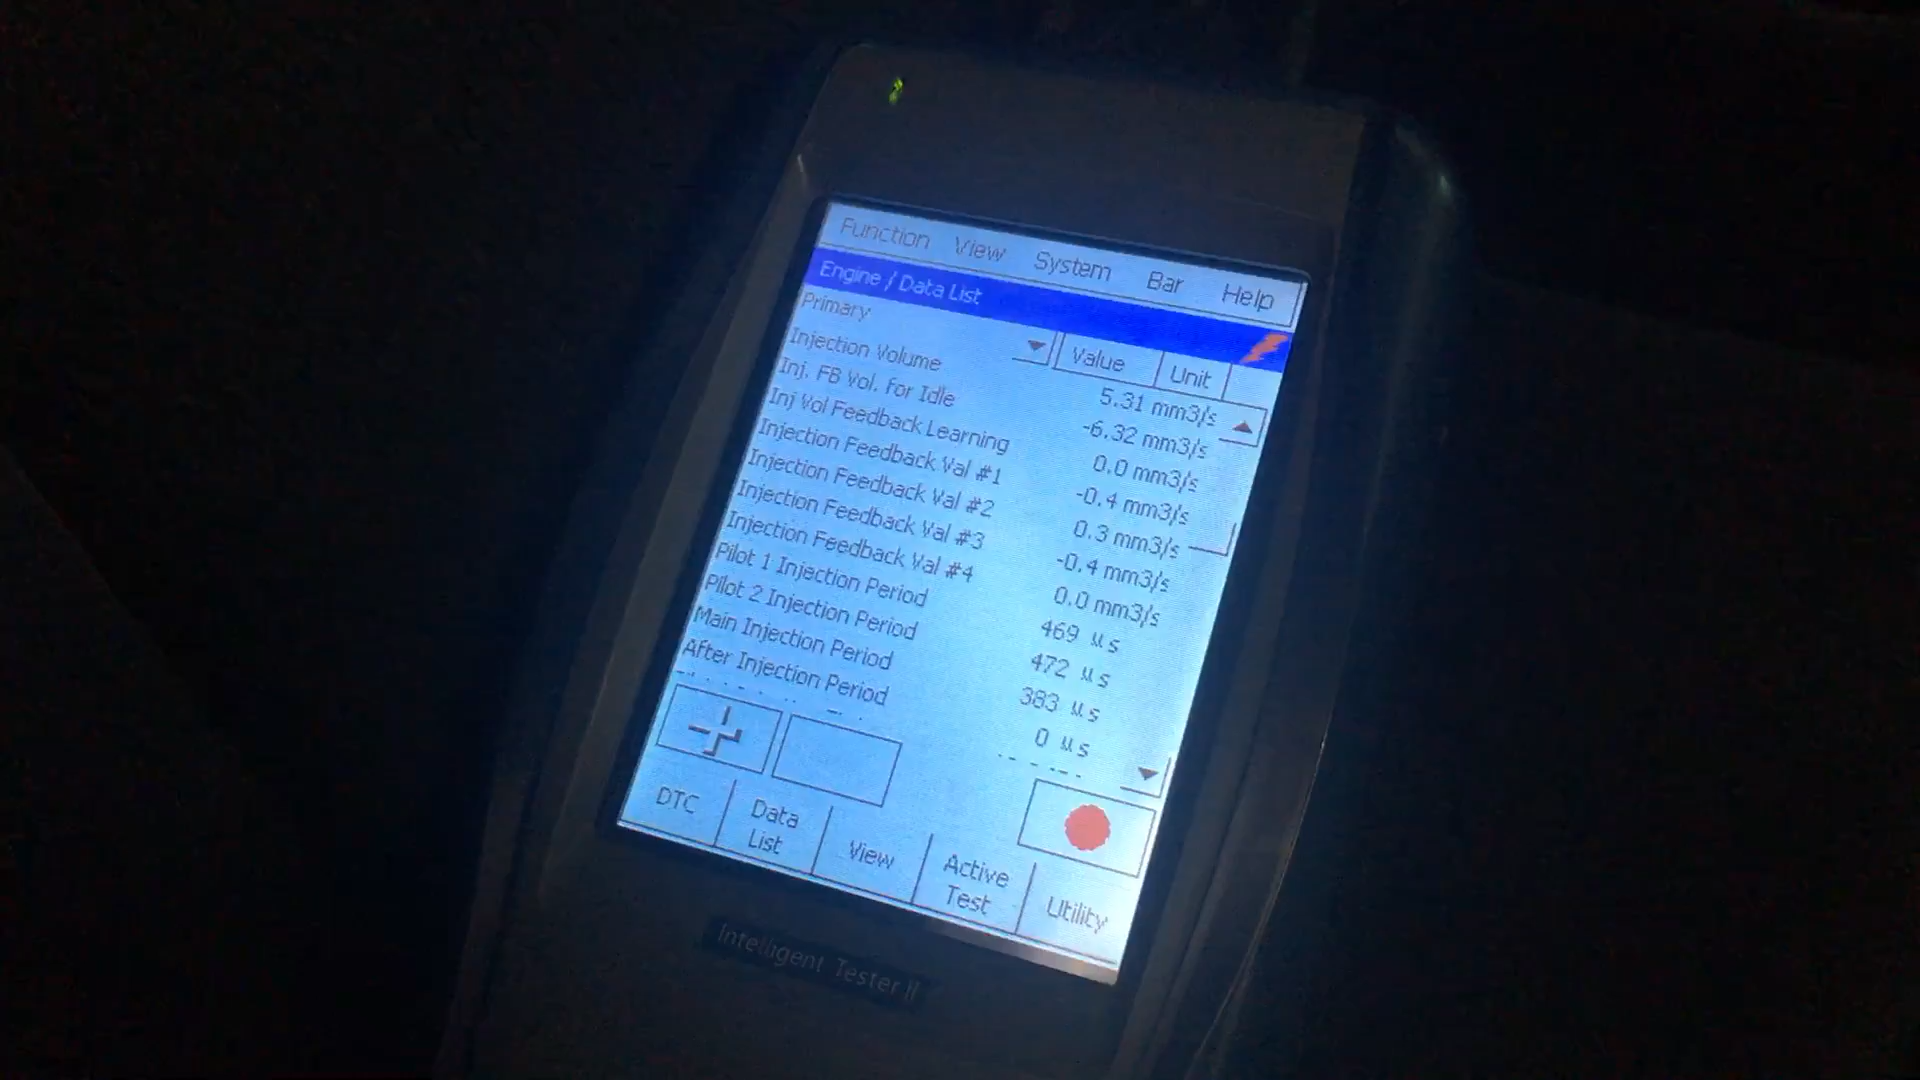 Function View System Bar Help
Engine / Data List
Primary Value Unit
Injection Volume 5.31 mm3/s
Inj. FB Vol. for Idle -6.32 mm3/s
Inj Vol Feedback Learning 0.0 mm3/s
Injection Feedback Val #1 -0.4 mm3/s
Injection Feedback Val #2 0.3 mm3/s
Injection Feedback Val #3 -0.4 mm3/s
Injection Feedback Val #4 0.0 mm3/s
Pilot 1 Injection Period 469 μs
Pilot 2 Injection Period 472 μs
Main Injection Period 383 μs
After Injection Period 0 μs
DTC Data List View Active Test Utility
Intelligent Tester II